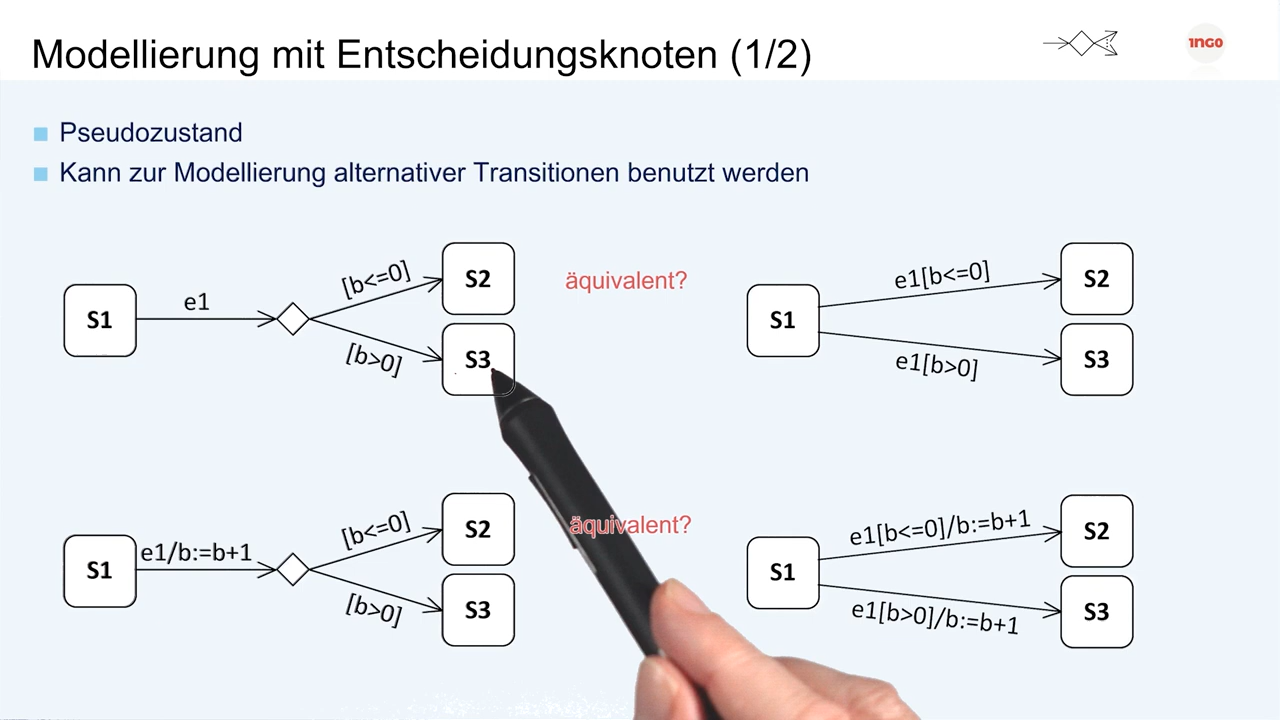 Modellierung mit Entscheidungsknoten (1/2)
1NGO
Pseudozustand
Kann zur Modellierung alternativer Transitionen benutzt werden
S1
e1
[b<=0]
[b>0]
S2
S3
äquivalent?
S1
e1[b<=0]
e1[b>0]
S2
S3
S1
e1/b:=b+1
[b<=0]
[b>0]
S2
S3
äquivalent?
S1
e1[b<=0]/b:=b+1
e1[b>0]/b:=b+1
S2
S3